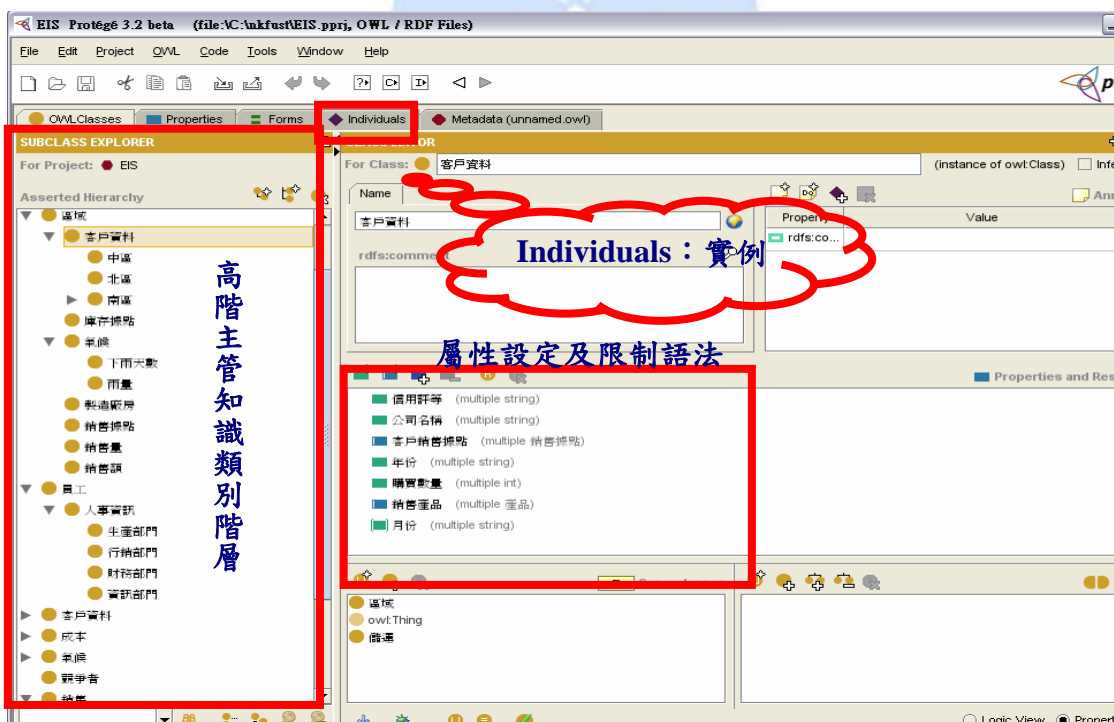 EIS Protégé 3.2 beta (file:\C:\nkfust\EIS.pprj, OWL / RDF Files)
File Edit Project OWL Code Tools Window Help
OWLClasses Properties Forms Individuals Metadata (unnamed.owl)
SUBCLASS EXPLORER
For Project: EIS
For Class: 客戶資料 (instance of owl:Class)
Asserted Hierarchy
Name
客戶資料
rdfs:comment
Property Value
rdfs:co...
Individuals：實例
區域
客戶資料
中區
北區
南區
庫存據點
氣候
下雨天數
雨量
製造廠房
銷售據點
銷售量
銷售額
員工
人事資訊
生產部門
行銷部門
財務部門
資訊部門
客戶資料
成本
氣候
競爭者
銷售
高階主管知識類別階層
屬性設定及限制語法
信用評等 (multiple string)
公司名稱 (multiple string)
客戶銷售據點 (multiple 銷售據點)
年份 (multiple string)
購買數量 (multiple int)
銷售產品 (multiple 產品)
月份 (multiple string)
區域
owl:Thing
儲運
Logic View